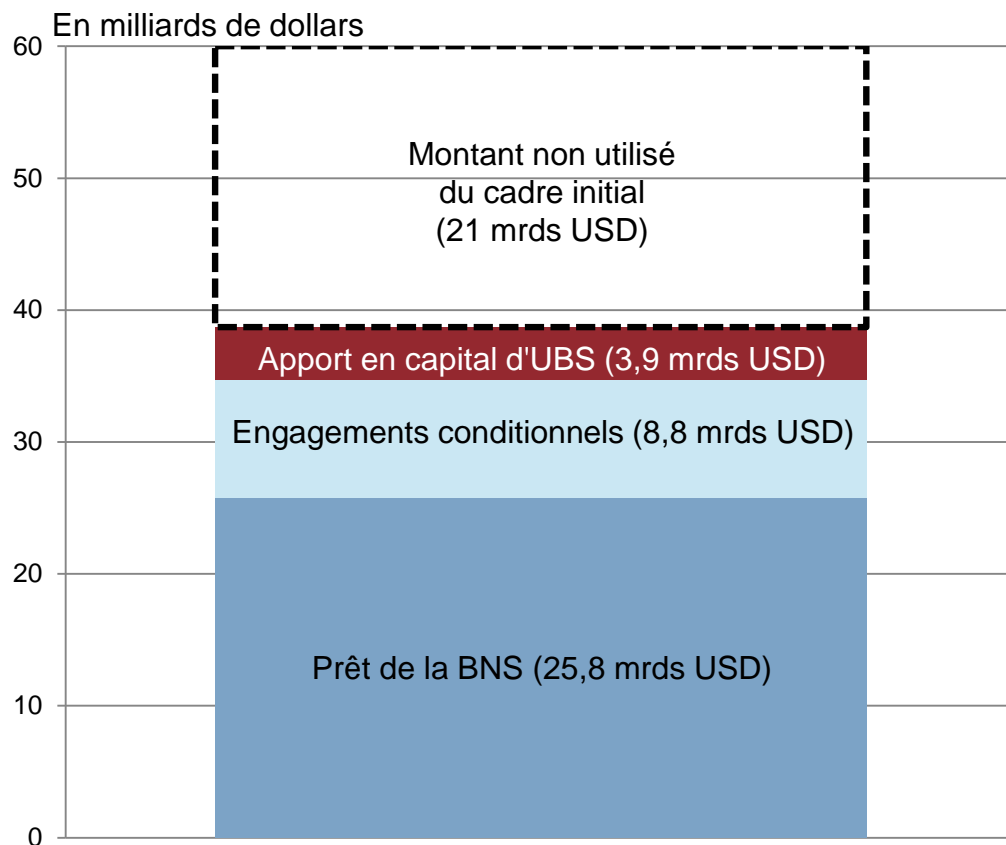 En milliards de dollars
60
50
40
30
20
10
0
Montant non utilisé
du cadre initial
(21 mrds USD)
Apport en capital d'UBS (3,9 mrds USD)
Engagements conditionnels (8,8 mrds USD)
Prêt de la BNS (25,8 mrds USD)